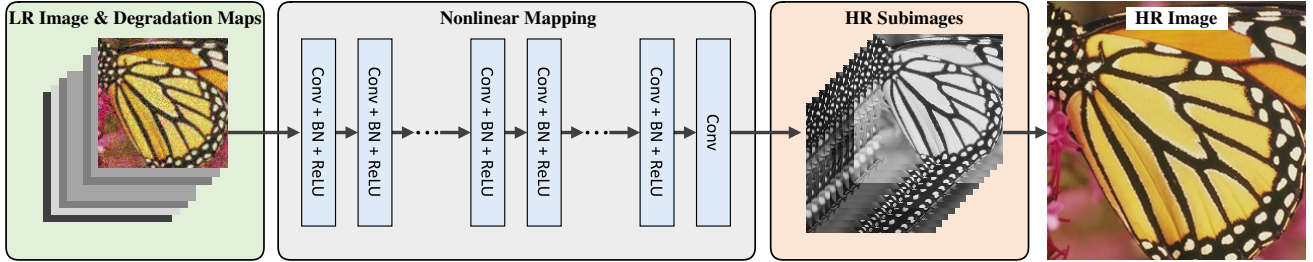 LR Image & Degradation Maps
Nonlinear Mapping
HR Subimages
HR Image
Conv + BN + ReLU
Conv + BN + ReLU
Conv + BN + ReLU
Conv + BN + ReLU
Conv + BN + ReLU
Conv